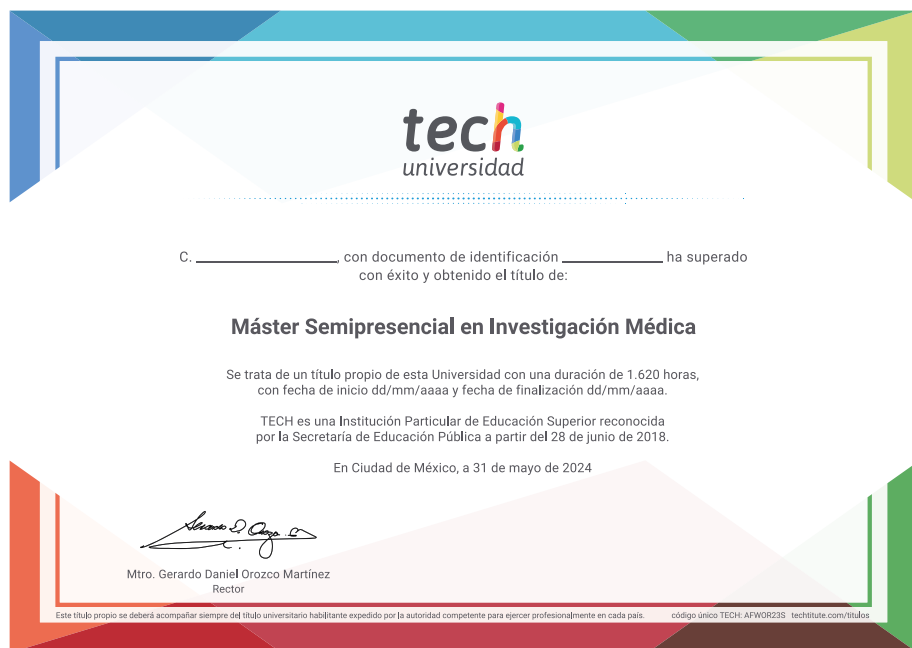 tech
universidad
C. ____________________, con documento de identificación ______________ ha superado
con éxito y obtenido el título de:
Máster Semipresencial en Investigación Médica
Se trata de un título propio de esta Universidad con una duración de 1.620 horas,
con fecha de inicio dd/mm/aaaa y fecha de finalización dd/mm/aaaa.
TECH es una Institución Particular de Educación Superior reconocida
por la Secretaría de Educación Pública a partir del 28 de junio de 2018.
En Ciudad de México, a 31 de mayo de 2024
Mtro. Gerardo Daniel Orozco Martínez
Rector
Este título propio se deberá acompañar siempre del título universitario habilitante expedido por la autoridad competente para ejercer profesionalmente en cada país. código único TECH: AFWOR23S techtitute.com/titulos